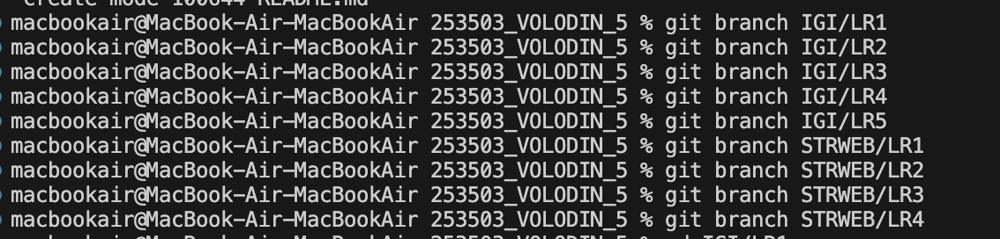 create mode 100644 README.md
macbookair@MacBook-Air-MacBookAir 253503_VOLODIN_5 % git branch IGI/LR1
macbookair@MacBook-Air-MacBookAir 253503_VOLODIN_5 % git branch IGI/LR2
macbookair@MacBook-Air-MacBookAir 253503_VOLODIN_5 % git branch IGI/LR3
macbookair@MacBook-Air-MacBookAir 253503_VOLODIN_5 % git branch IGI/LR4
macbookair@MacBook-Air-MacBookAir 253503_VOLODIN_5 % git branch IGI/LR5
macbookair@MacBook-Air-MacBookAir 253503_VOLODIN_5 % git branch STRWEB/LR1
macbookair@MacBook-Air-MacBookAir 253503_VOLODIN_5 % git branch STRWEB/LR2
macbookair@MacBook-Air-MacBookAir 253503_VOLODIN_5 % git branch STRWEB/LR3
macbookair@MacBook-Air-MacBookAir 253503_VOLODIN_5 % git branch STRWEB/LR4